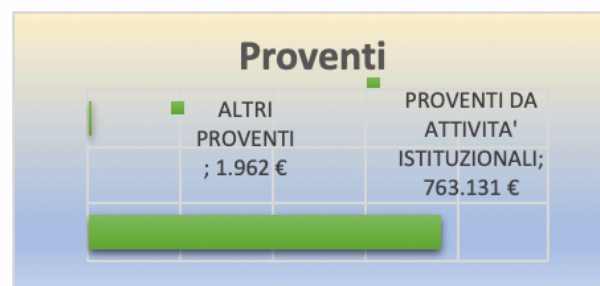 Proventi
ALTRI
PROVENTI
; 1.962 €
PROVENTI DA
ATTIVITA'
ISTITUZIONALI;
763.131 €